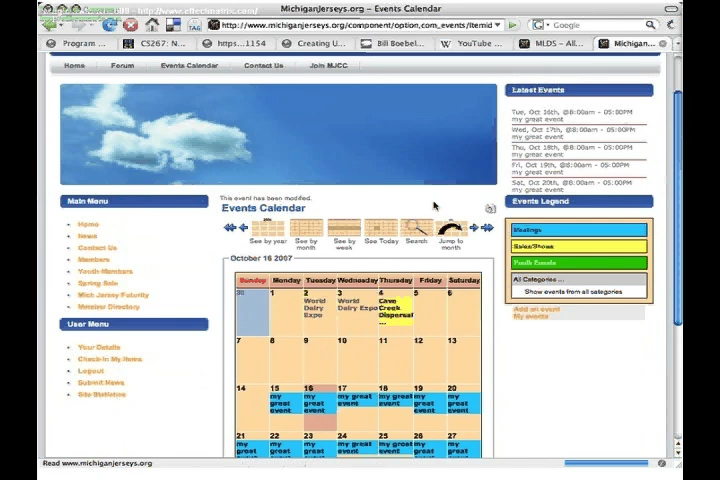 MichiganJerseys.org – Events Calendar
http://www.michiganjerseys.org/component/option,com_events/Itemid
Google
Program ...
CS267: N...
https...1154
Creating U...
Bill Boebel...
YouTube ...
MLDS – All...
Michigan...
Home
Forum
Events Calendar
Contact Us
Join MJCC
Latest Events
Tue, Oct 16th, @8:00am - 05:00PM
my great event
Wed, Oct 17th, @8:00am - 05:00PM
my great event
Thu, Oct 18th, @8:00am - 05:00PM
my great event
Fri, Oct 19th, @8:00am - 05:00PM
my great event
Sat, Oct 20th, @8:00am - 05:00PM
my great event
Main Menu
Home
News
Contact Us
Members
Youth Members
Spring Sale
Mich Jersey Futurity
Member Directory
User Menu
Your Details
Check-In My Items
Logout
Submit News
Site Statistics
This event has been modified.
Events Calendar
See by year
See by month
See by week
See Today
Search
Jump to month
October 16 2007
Sunday Monday Tuesday Wednesday Thursday Friday Saturday
30 1 2 3 4 5 6
World Dairy Expo
World Dairy Expo
Cave Creek Dispersal ...
7 8 9 10 11 12 13
14 15 16 17 18 19 20
my great event
my great event
my great event
my great event
my great event
my great event
21 22 23 24 25 26 27
my great event
my great event
my great event
my great event
my great event
my great event
my great event
Events Legend
Meetings
Sales/Shows
Youth Events
All Categories ...
Show events from all categories
Add an event
My events
Read www.michiganjerseys.org